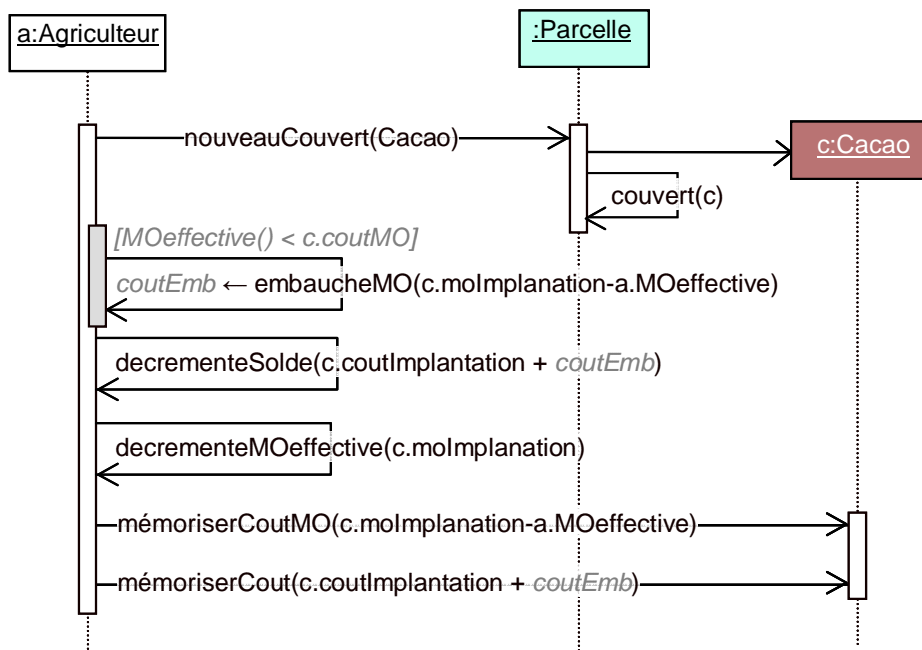 a:Agriculteur
:Parcelle
nouveauCouvert(Cacao)
c:Cacao
couvert(c)
[MOeffective() < c.coutMO]
coutEmb ← embaucheMO(c.moImplanation-a.MOeffective)
decrementeSolde(c.coutImplantation + coutEmb)
decrementeMOeffective(c.moImplanation)
mémoriserCoutMO(c.moImplanation-a.MOeffective)
mémoriserCout(c.coutImplantation + coutEmb)